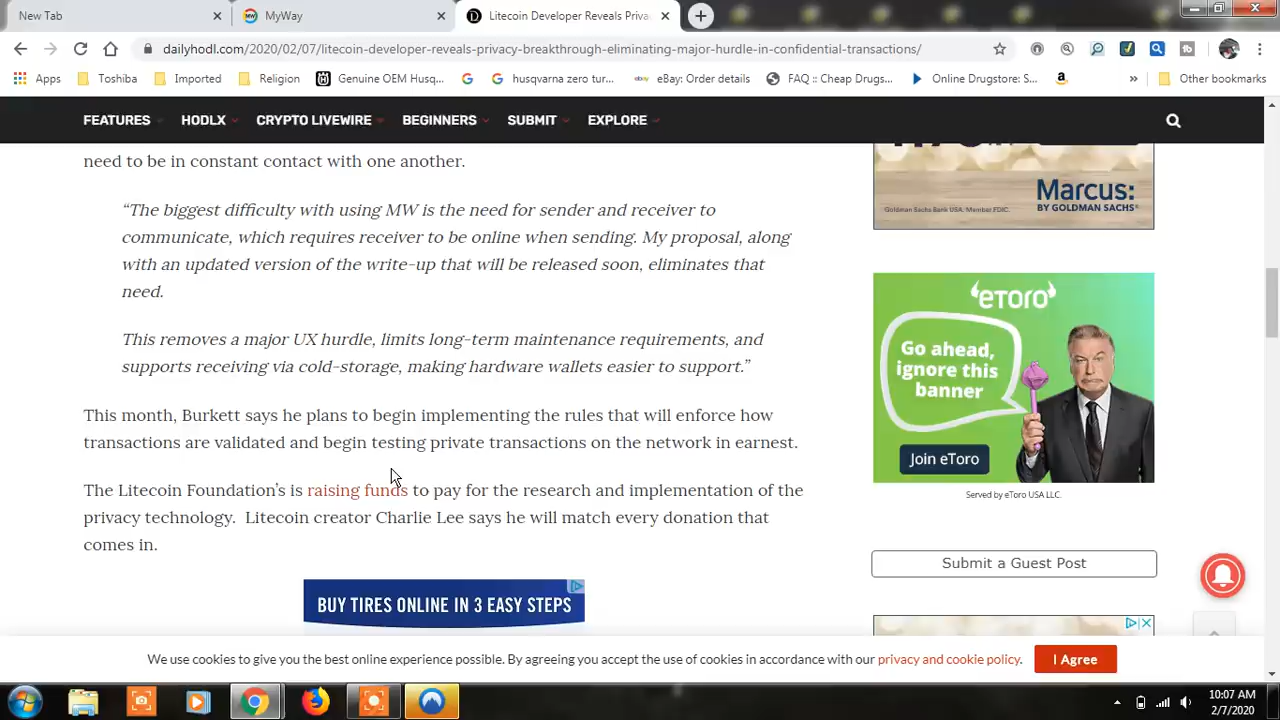 New Tab
MyWay
Litecoin Developer Reveals Priva
dailyhodl.com/2020/02/07/litecoin-developer-reveals-privacy-breakthrough-eliminating-major-hurdle-in-confidential-transactions/
Apps Toshiba Imported Religion Genuine OEM Husq... husqvarna zero tur... eBay: Order details FAQ :: Cheap Drugs... Online Drugstore: S... » Other bookmarks
FEATURES HODLX CRYPTO LIVEWIRE BEGINNERS SUBMIT EXPLORE
need to be in constant contact with one another.
“The biggest difficulty with using MW is the need for sender and receiver to
communicate, which requires receiver to be online when sending. My proposal, along
with an updated version of the write-up that will be released soon, eliminates that
need.
This removes a major UX hurdle, limits long-term maintenance requirements, and
supports receiving via cold-storage, making hardware wallets easier to support.”
This month, Burkett says he plans to begin implementing the rules that will enforce how
transactions are validated and begin testing private transactions on the network in earnest.
The Litecoin Foundation’s is raising funds to pay for the research and implementation of the
privacy technology.  Litecoin creator Charlie Lee says he will match every donation that
comes in.
BUY TIRES ONLINE IN 3 EASY STEPS
Marcus:
BY GOLDMAN SACHS®
Goldman Sachs Bank USA. Member FDIC.
eToro
Go ahead,
ignore this
banner
Join eToro
Served by eToro USA LLC.
Submit a Guest Post
We use cookies to give you the best online experience possible. By agreeing you accept the use of cookies in accordance with our privacy and cookie policy.
I Agree
10:07 AM
2/7/2020